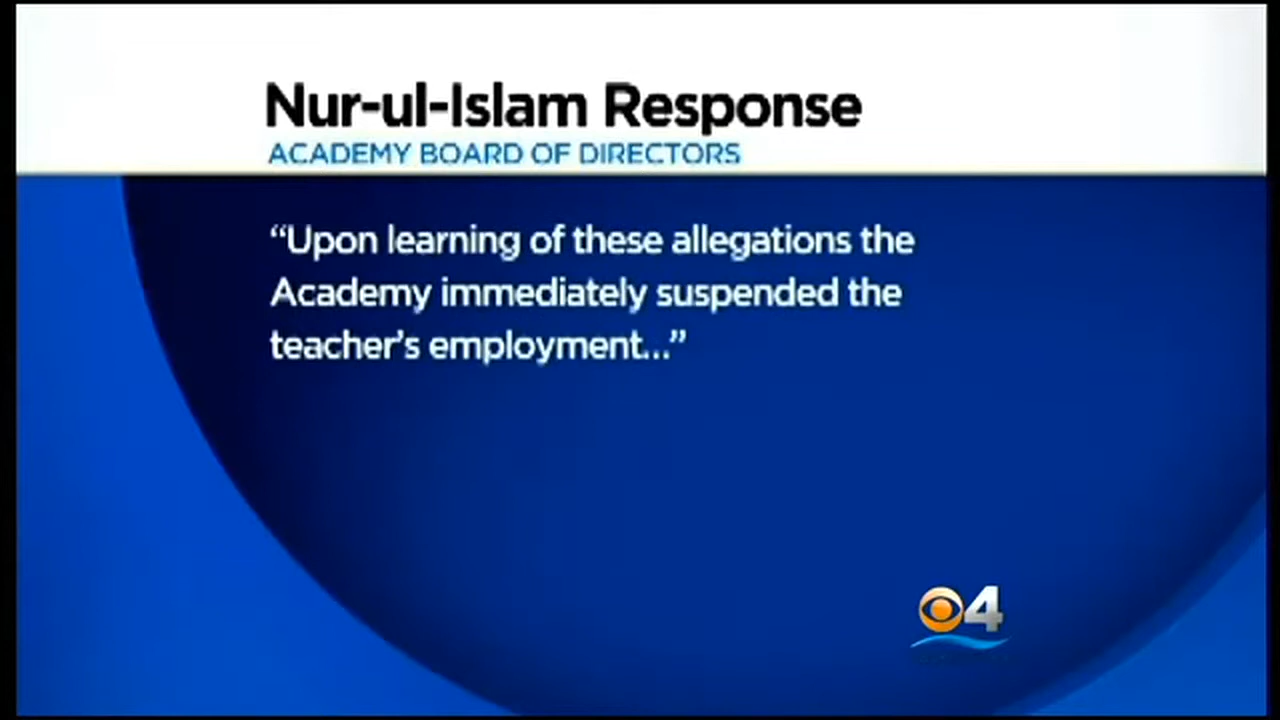 Nur-ul-Islam Response
ACADEMY BOARD OF DIRECTORS
“Upon learning of these allegations the
Academy immediately suspended the
teacher’s employment...”
4